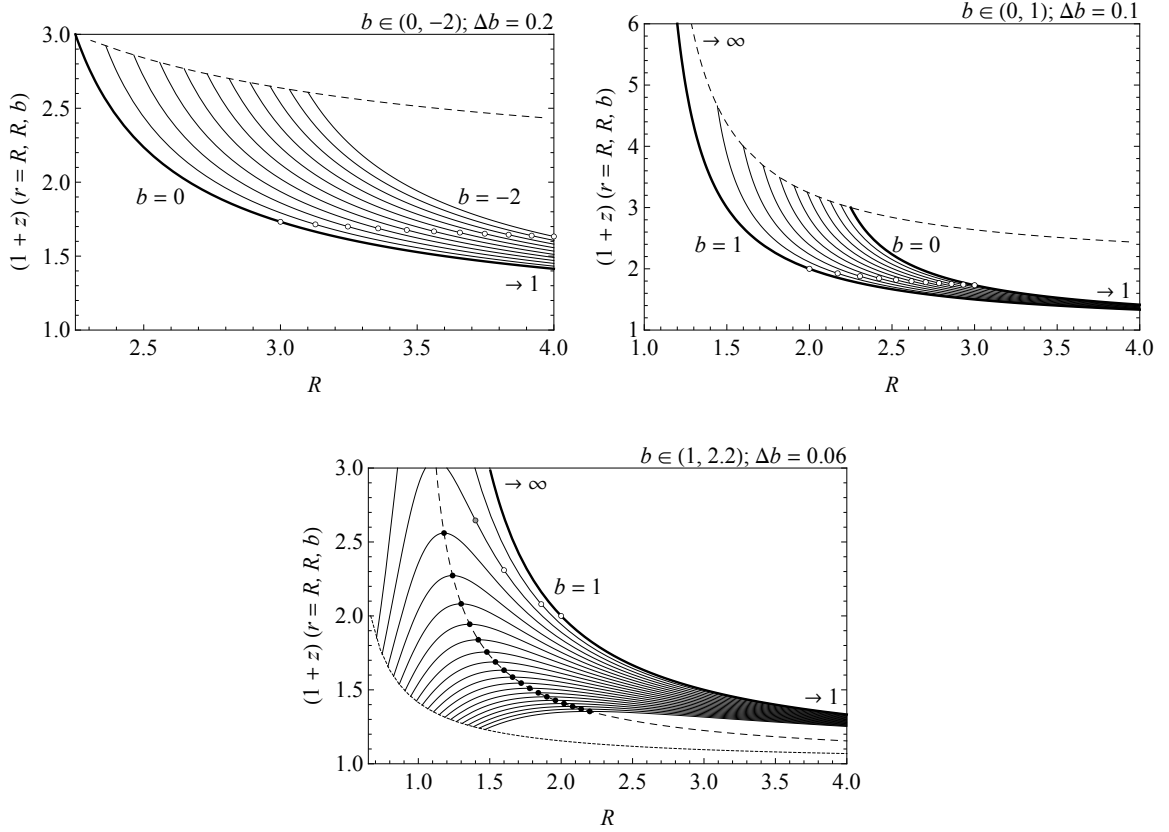 b ∈ (0, −2); Δb = 0.2
3.0
2.5
2.0
1.5
1.0
(1 + z) (r = R, R, b)
b = 0
b = −2
→ 1
2.5
3.0
3.5
4.0
R
b ∈ (0, 1); Δb = 0.1
6
5
4
3
2
1
(1 + z) (r = R, R, b)
→ ∞
b = 1
b = 0
→ 1
1.0
1.5
2.0
2.5
3.0
3.5
4.0
R
b ∈ (1, 2.2); Δb = 0.06
3.0
2.5
2.0
1.5
1.0
(1 + z) (r = R, R, b)
→ ∞
b = 1
→ 1
1.0
1.5
2.0
2.5
3.0
3.5
4.0
R